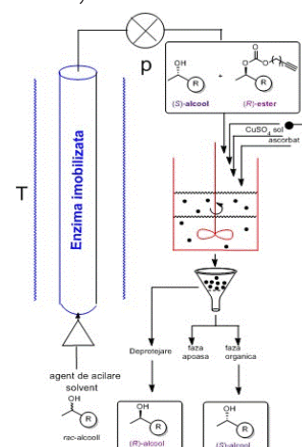 p
OH
R
(S)-alcool
+
O
O
O
R
(R)-ester
CuSO4 sol
ascorbat
T
Enzima imobilizata
Deprotejare
faza
apoasa
faza
organica
agent de acilare
solvent
OH
R
rac-alcooli
OH
R
(R)-alcool
OH
R
(S)-alcool